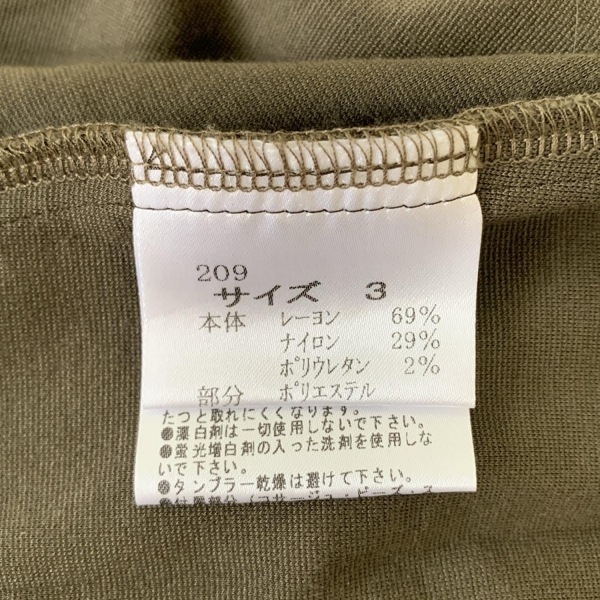 209
サイズ 3
本体 レーヨン 69%
ナイロン 29%
ポリウレタン 2%
部分 ポリエステル
たつと取れにくくなります。
※漂白剤は一切使用しないで下さい。
※蛍光増白剤の入った洗剤を使用しな
いで下さい。
※タンブラー乾燥は避けて下さい。